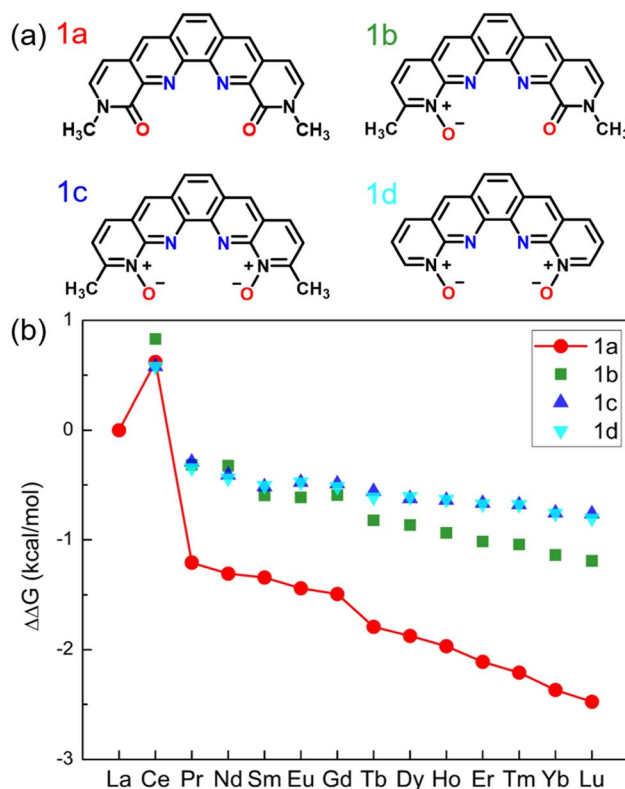 (a) 1a 1b
N N
N O O N
H₃C CH₃
N N
N⁺ O⁻ O N
H₃C CH₃
1c 1d
N N
N⁺ O⁻ ⁻O N⁺
H₃C CH₃
N N
N⁺ O⁻ ⁻O N⁺
(b)
1
0
-1
-2
-3
ΔΔG (kcal/mol)
1a
1b
1c
1d
La Ce Pr Nd Sm Eu Gd Tb Dy Ho Er Tm Yb Lu